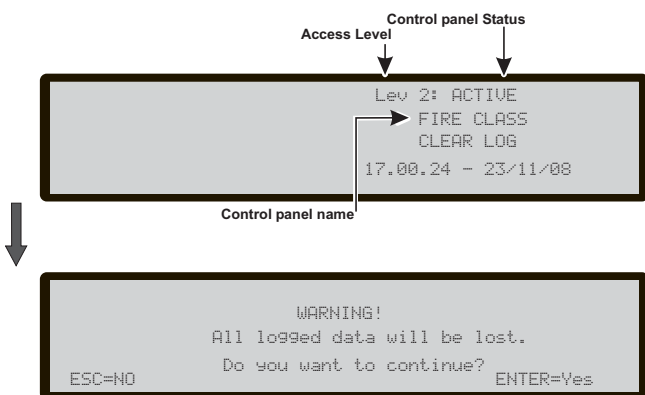 Control panel Status
Access Level
Lev 2: ACTIVE
FIRE CLASS
CLEAR LOG
17.00.24 - 23/11/08
Control panel name
WARNING!
All logged data will be lost.
Do you want to continue?
ESC=NO ENTER=Yes